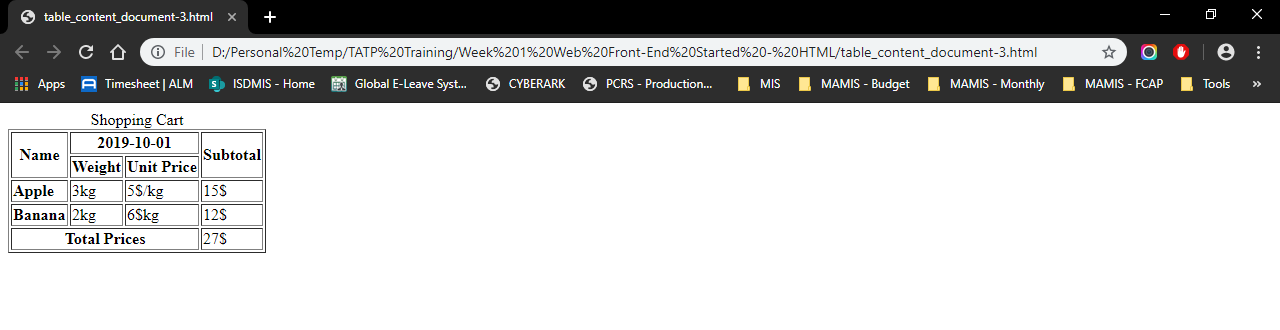 table_content_document-3.html
File D:/Personal%20Temp/TATP%20Training/Week%201%20Web%20Front-End%20Started%20-%20HTML/table_content_document-3.html
Apps Timesheet | ALM ISDMIS - Home Global E-Leave Syst... CYBERARK PCRS - Production... MIS MAMIS - Budget MAMIS - Monthly MAMIS - FCAP Tools »
Shopping Cart
Name 2019-10-01 Subtotal
Weight Unit Price
Apple 3kg 5$/kg 15$
Banana 2kg 6$kg 12$
Total Prices 27$